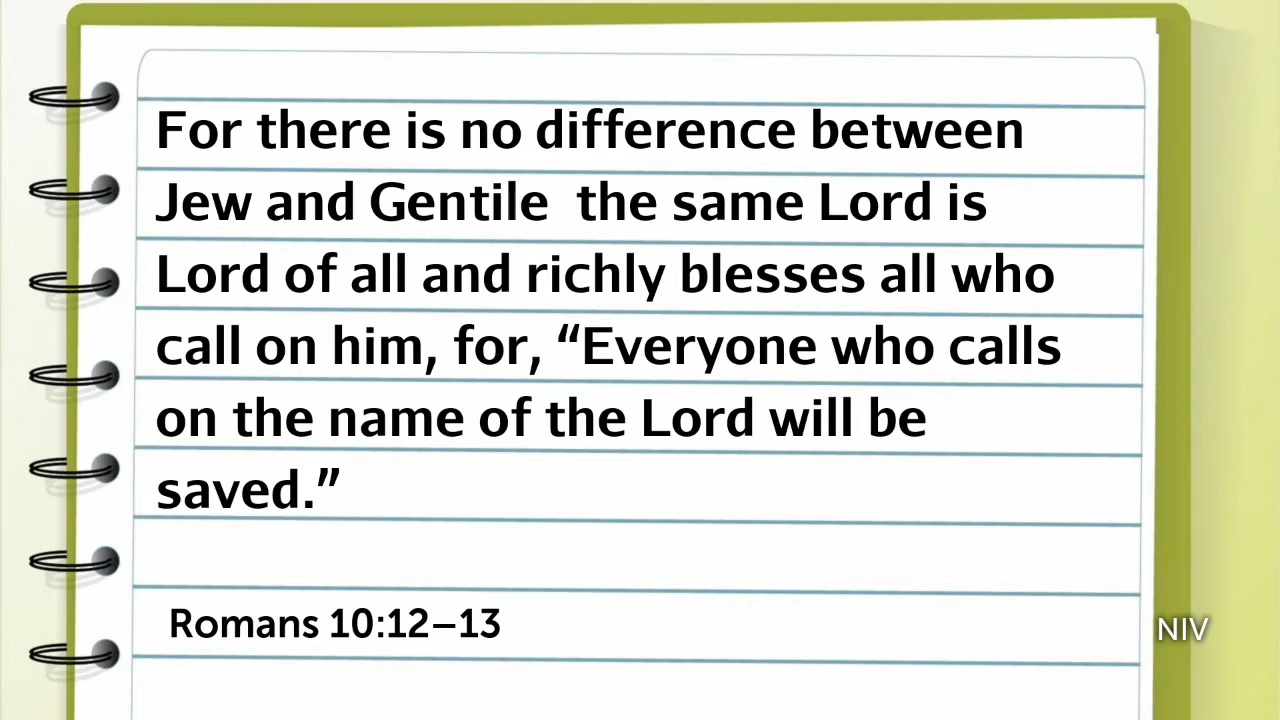 For there is no difference between
Jew and Gentile  the same Lord is
Lord of all and richly blesses all who
call on him, for, “Everyone who calls
on the name of the Lord will be
saved.”
Romans 10:12–13
NIV